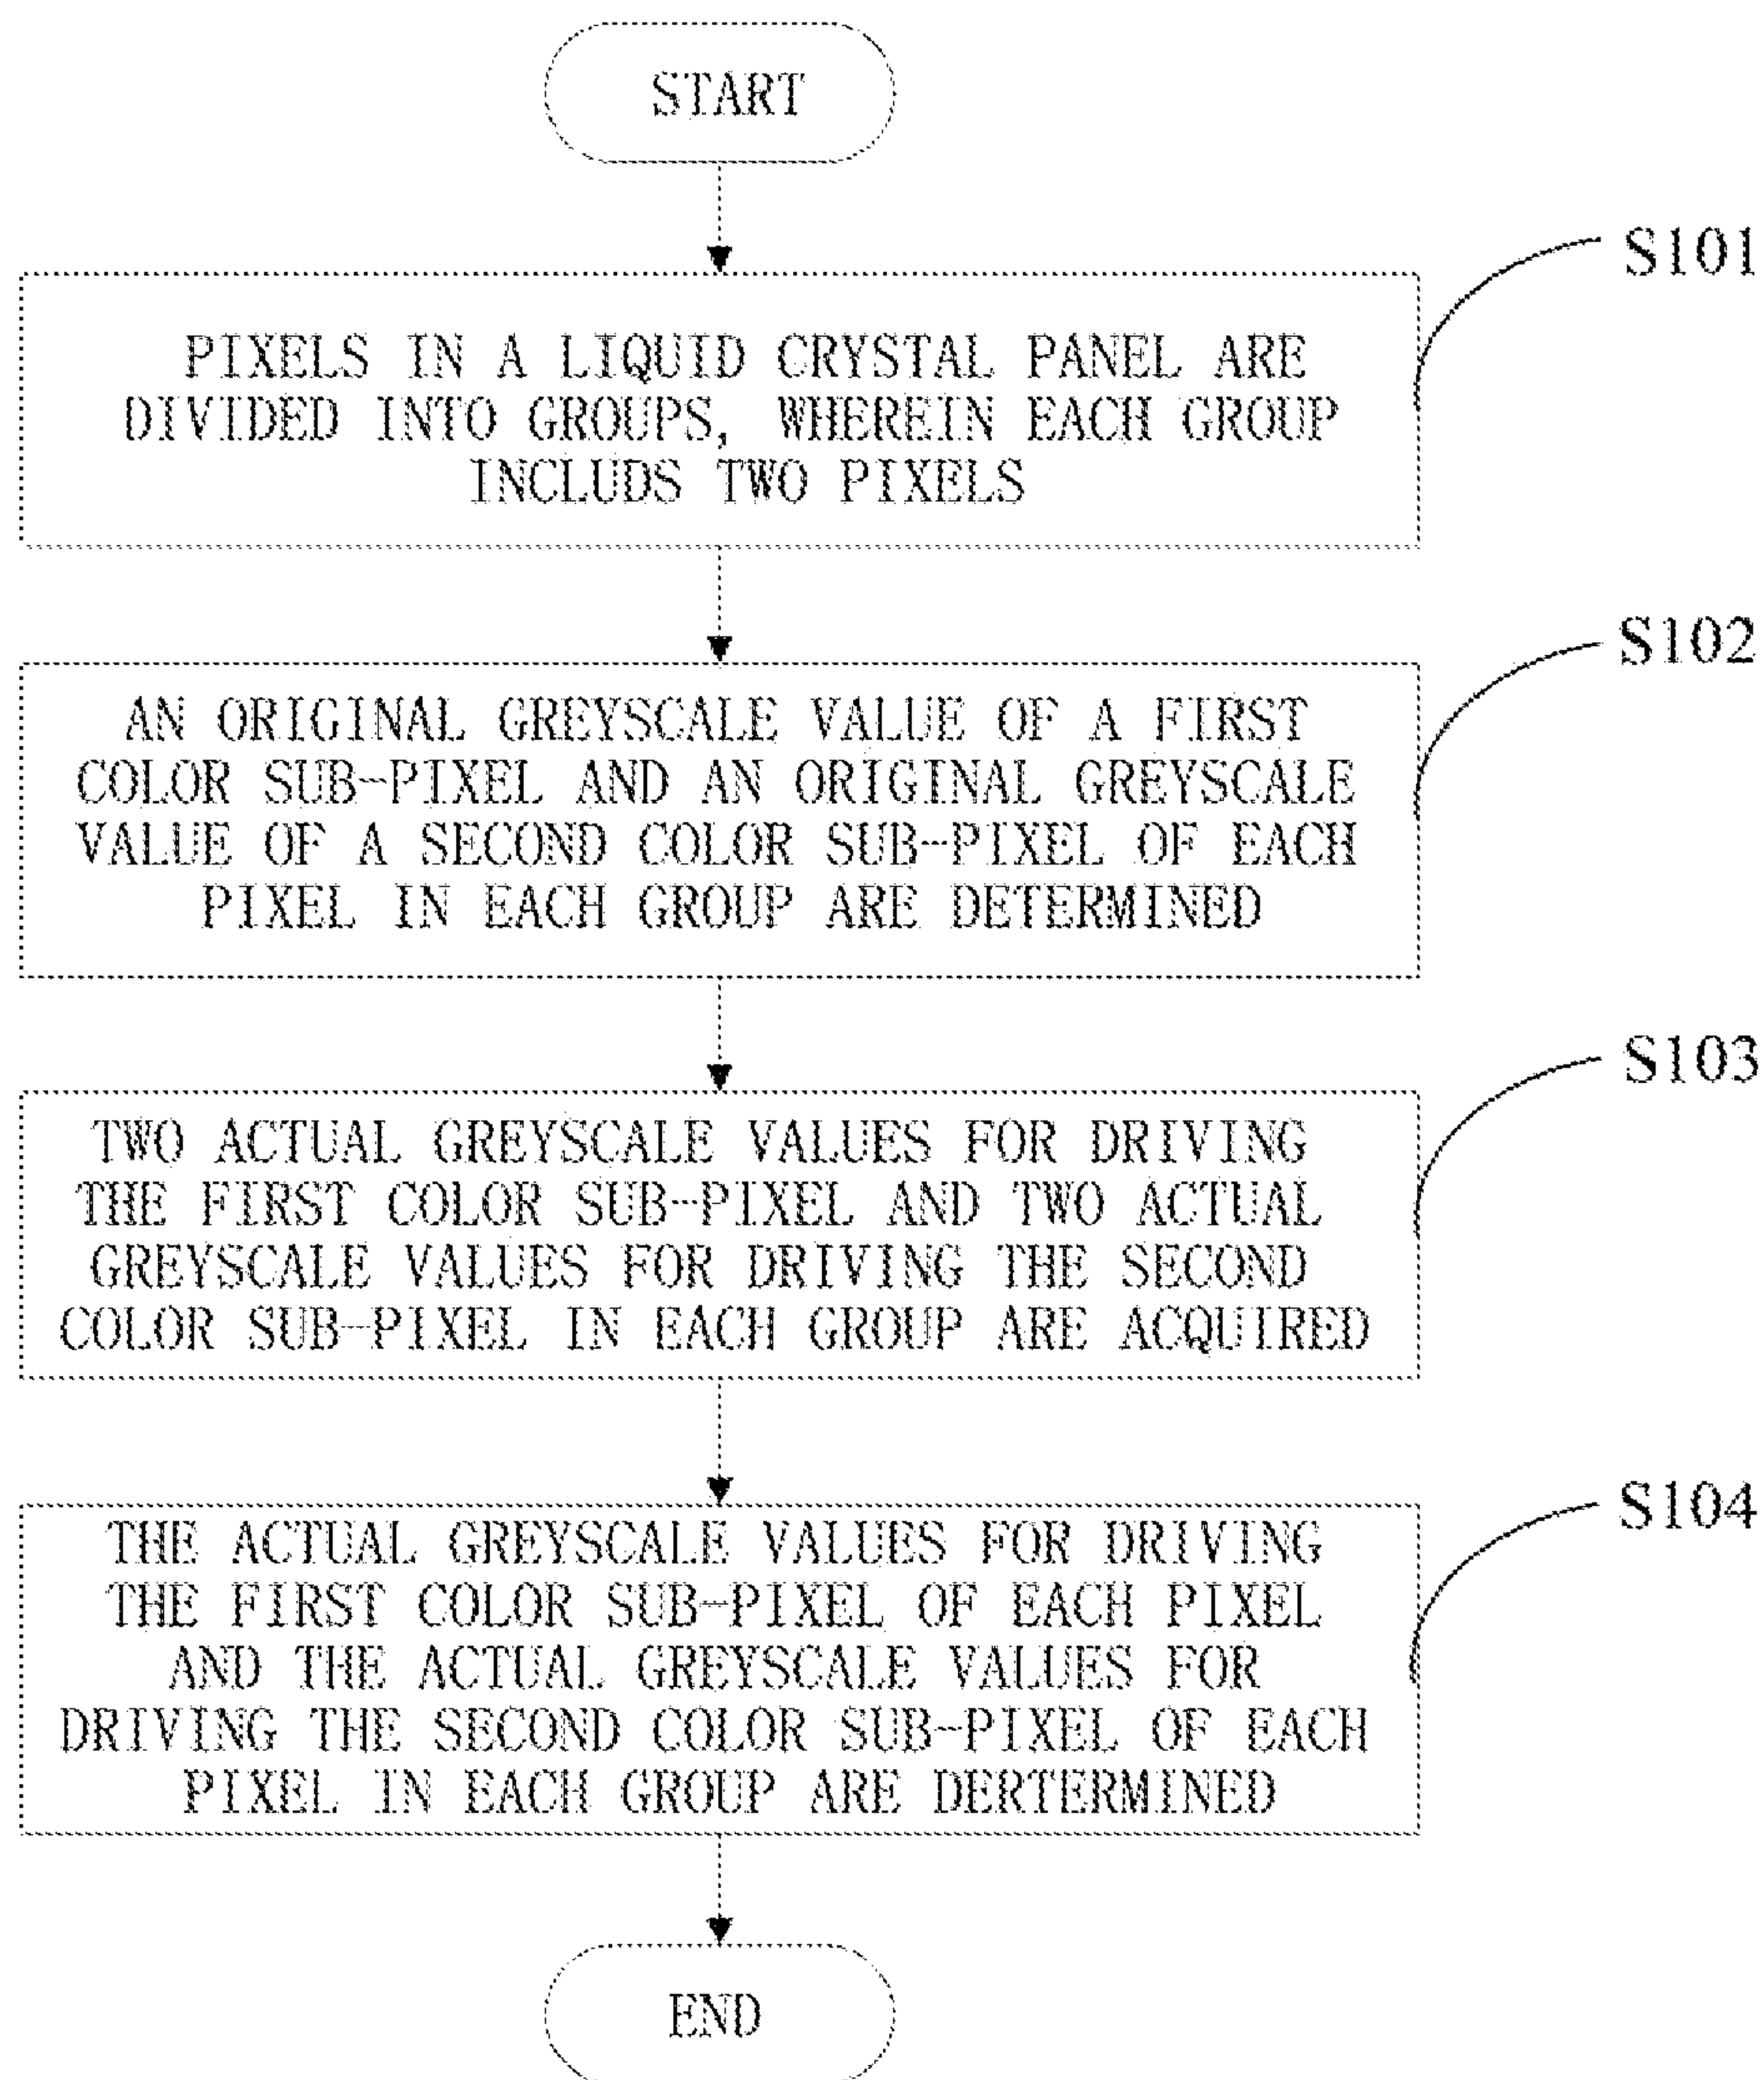 START
S101
PIXELS IN A LIQUID CRYSTAL PANEL ARE
DIVIDED INTO GROUPS, WHEREIN EACH GROUP
INCLUDS TWO PIXELS
S102
AN ORIGINAL GREYSCALE VALUE OF A FIRST
COLOR SUB-PIXEL AND AN ORIGINAL GREYSCALE
VALUE OF A SECOND COLOR SUB-PIXEL OF EACH
PIXEL IN EACH GROUP ARE DETERMINED
S103
TWO ACTUAL GREYSCALE VALUES FOR DRIVING
THE FIRST COLOR SUB-PIXEL AND TWO ACTUAL
GREYSCALE VALUES FOR DRIVING THE SECOND
COLOR SUB-PIXEL IN EACH GROUP ARE ACQUIRED
S104
THE ACTUAL GREYSCALE VALUES FOR DRIVING
THE FIRST COLOR SUB-PIXEL OF EACH PIXEL
AND THE ACTUAL GREYSCALE VALUES FOR
DRIVING THE SECOND COLOR SUB-PIXEL OF EACH
PIXEL IN EACH GROUP ARE DERTERMINED
END